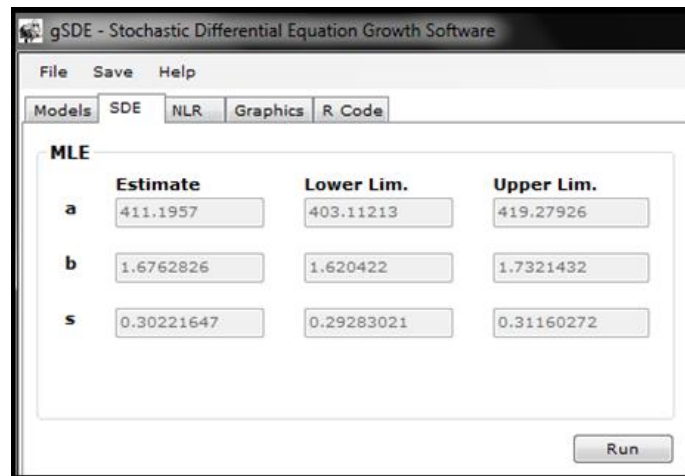 gSDE - Stochastic Differential Equation Growth Software
File Save Help
Models SDE NLR Graphics R Code
MLE
Estimate Lower Lim. Upper Lim.
a 411.1957 403.11213 419.27926
b 1.6762826 1.620422 1.7321432
s 0.30221647 0.29283021 0.31160272
Run